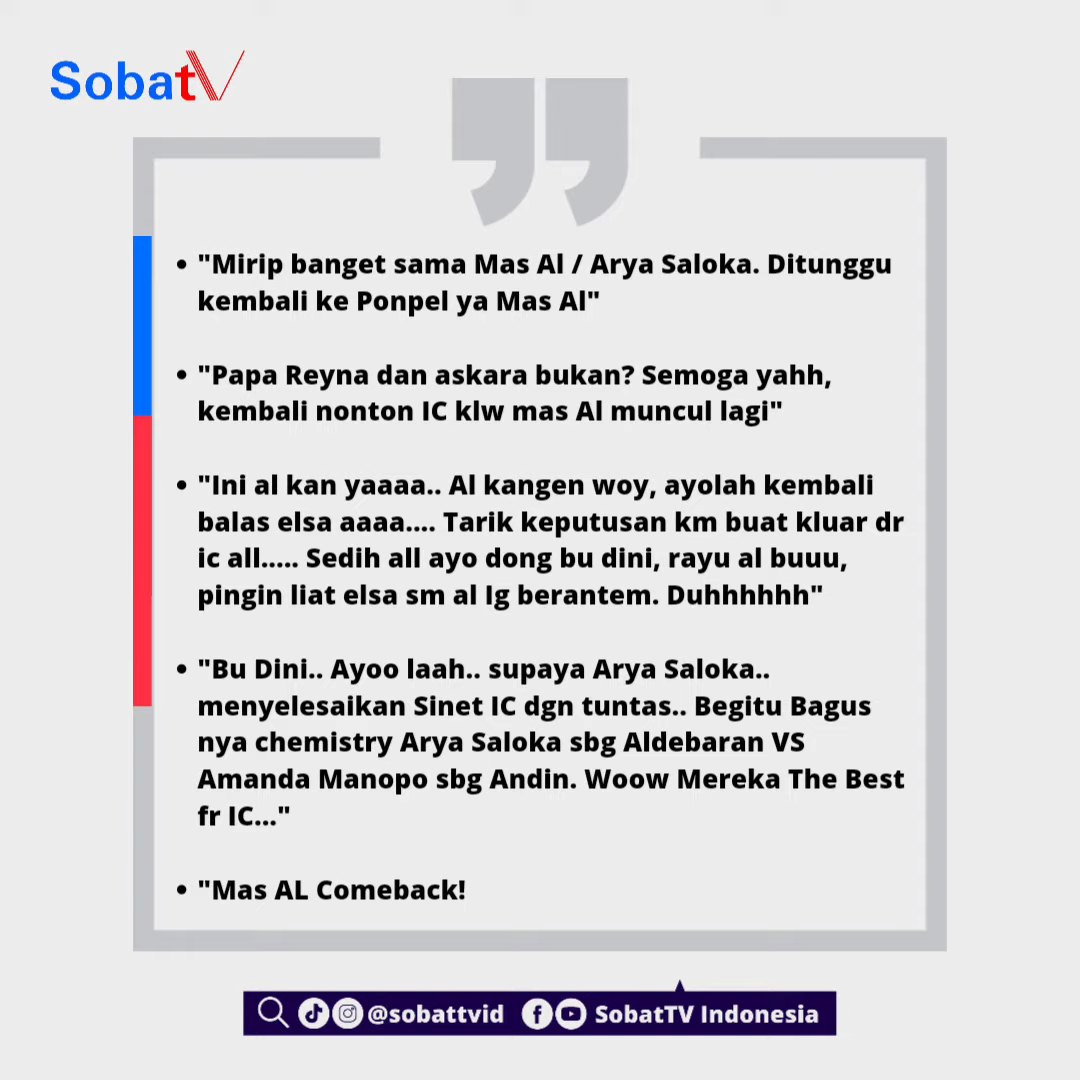 SobatTV
• "Mirip banget sama Mas Al / Arya Saloka. Ditunggu
kembali ke Ponpel ya Mas Al"
• "Papa Reyna dan askara bukan? Semoga yahh,
kembali nonton IC klw mas Al muncul lagi"
• "Ini al kan yaaaa.. Al kangen woy, ayolah kembali
balas elsa aaaa.... Tarik keputusan km buat kluar dr
ic all..... Sedih all ayo dong bu dini, rayu al buuu,
pingin liat elsa sm al Ig berantem. Duhhhhhh"
• "Bu Dini.. Ayoo laah.. supaya Arya Saloka..
menyelesaikan Sinet IC dgn tuntas.. Begitu Bagus
nya chemistry Arya Saloka sbg Aldebaran VS
Amanda Manopo sbg Andin. Woow Mereka The Best
fr IC..."
• "Mas AL Comeback!
@sobattvid SobatTV Indonesia